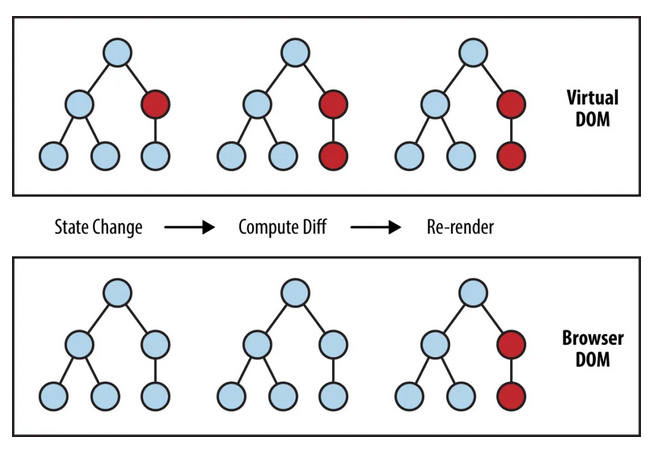 Virtual
DOM
State Change
Compute Diff
Re-render
Browser
DOM